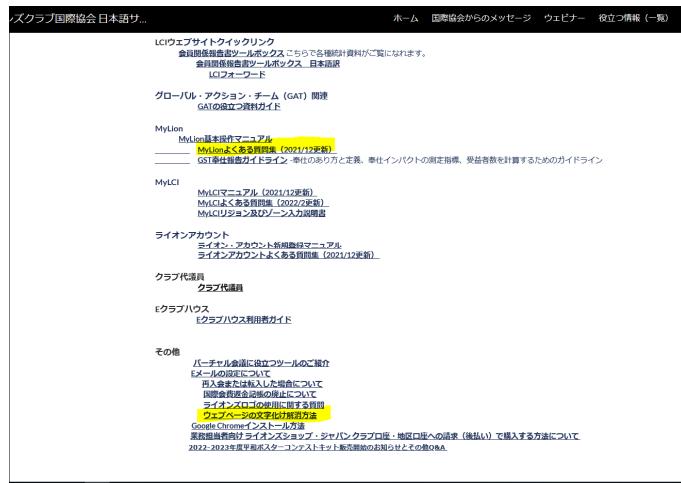 ンズクラブ国際協会 日本語サ...
ホーム 国際協会からのメッセージ ウェビナー 役立つ情報（一覧）
LCIウェブサイトクイックリンク
会員関係報告書ツールボックス こちらで各種統計資料がご覧になれます。
会員関係報告書ツールボックス 日本語訳
LCIフォーワード
グローバル・アクション・チーム（GAT）関連
GATの役立つ資料ガイド
MyLion
MyLion基本操作マニュアル
MyLionよくある質問集（2021/12更新）
GST奉仕報告ガイドライン -奉仕のあり方と定義、奉仕インパクトの測定指標、受益者数を計算するためのガイドライン
MyLCI
MyLCIマニュアル（2021/12更新）
MyLCIよくある質問集（2022/2更新）
MyLCIリジョン及びゾーン入力説明書
ライオンアカウント
ライオン・アカウント新規登録マニュアル
ライオンアカウントよくある質問集（2021/12更新）
クラブ代議員
クラブ代議員
Eクラブハウス
Eクラブハウス利用者ガイド
その他
バーチャル会議に役立つツールのご紹介
Eメールの設定について
再入会または転入した場合について
国際会費返金記帳の廃止について
ライオンズロゴの使用に関する質問
ウェブページの文字化け解消方法
Google Chromeインストール方法
業務担当者向け ライオンズショップ・ジャパン クラブ口座・地区口座への請求（後払い）で購入する方法について
2022-2023年度平和ポスターコンテストキット販売開始のお知らせとその他Q&A